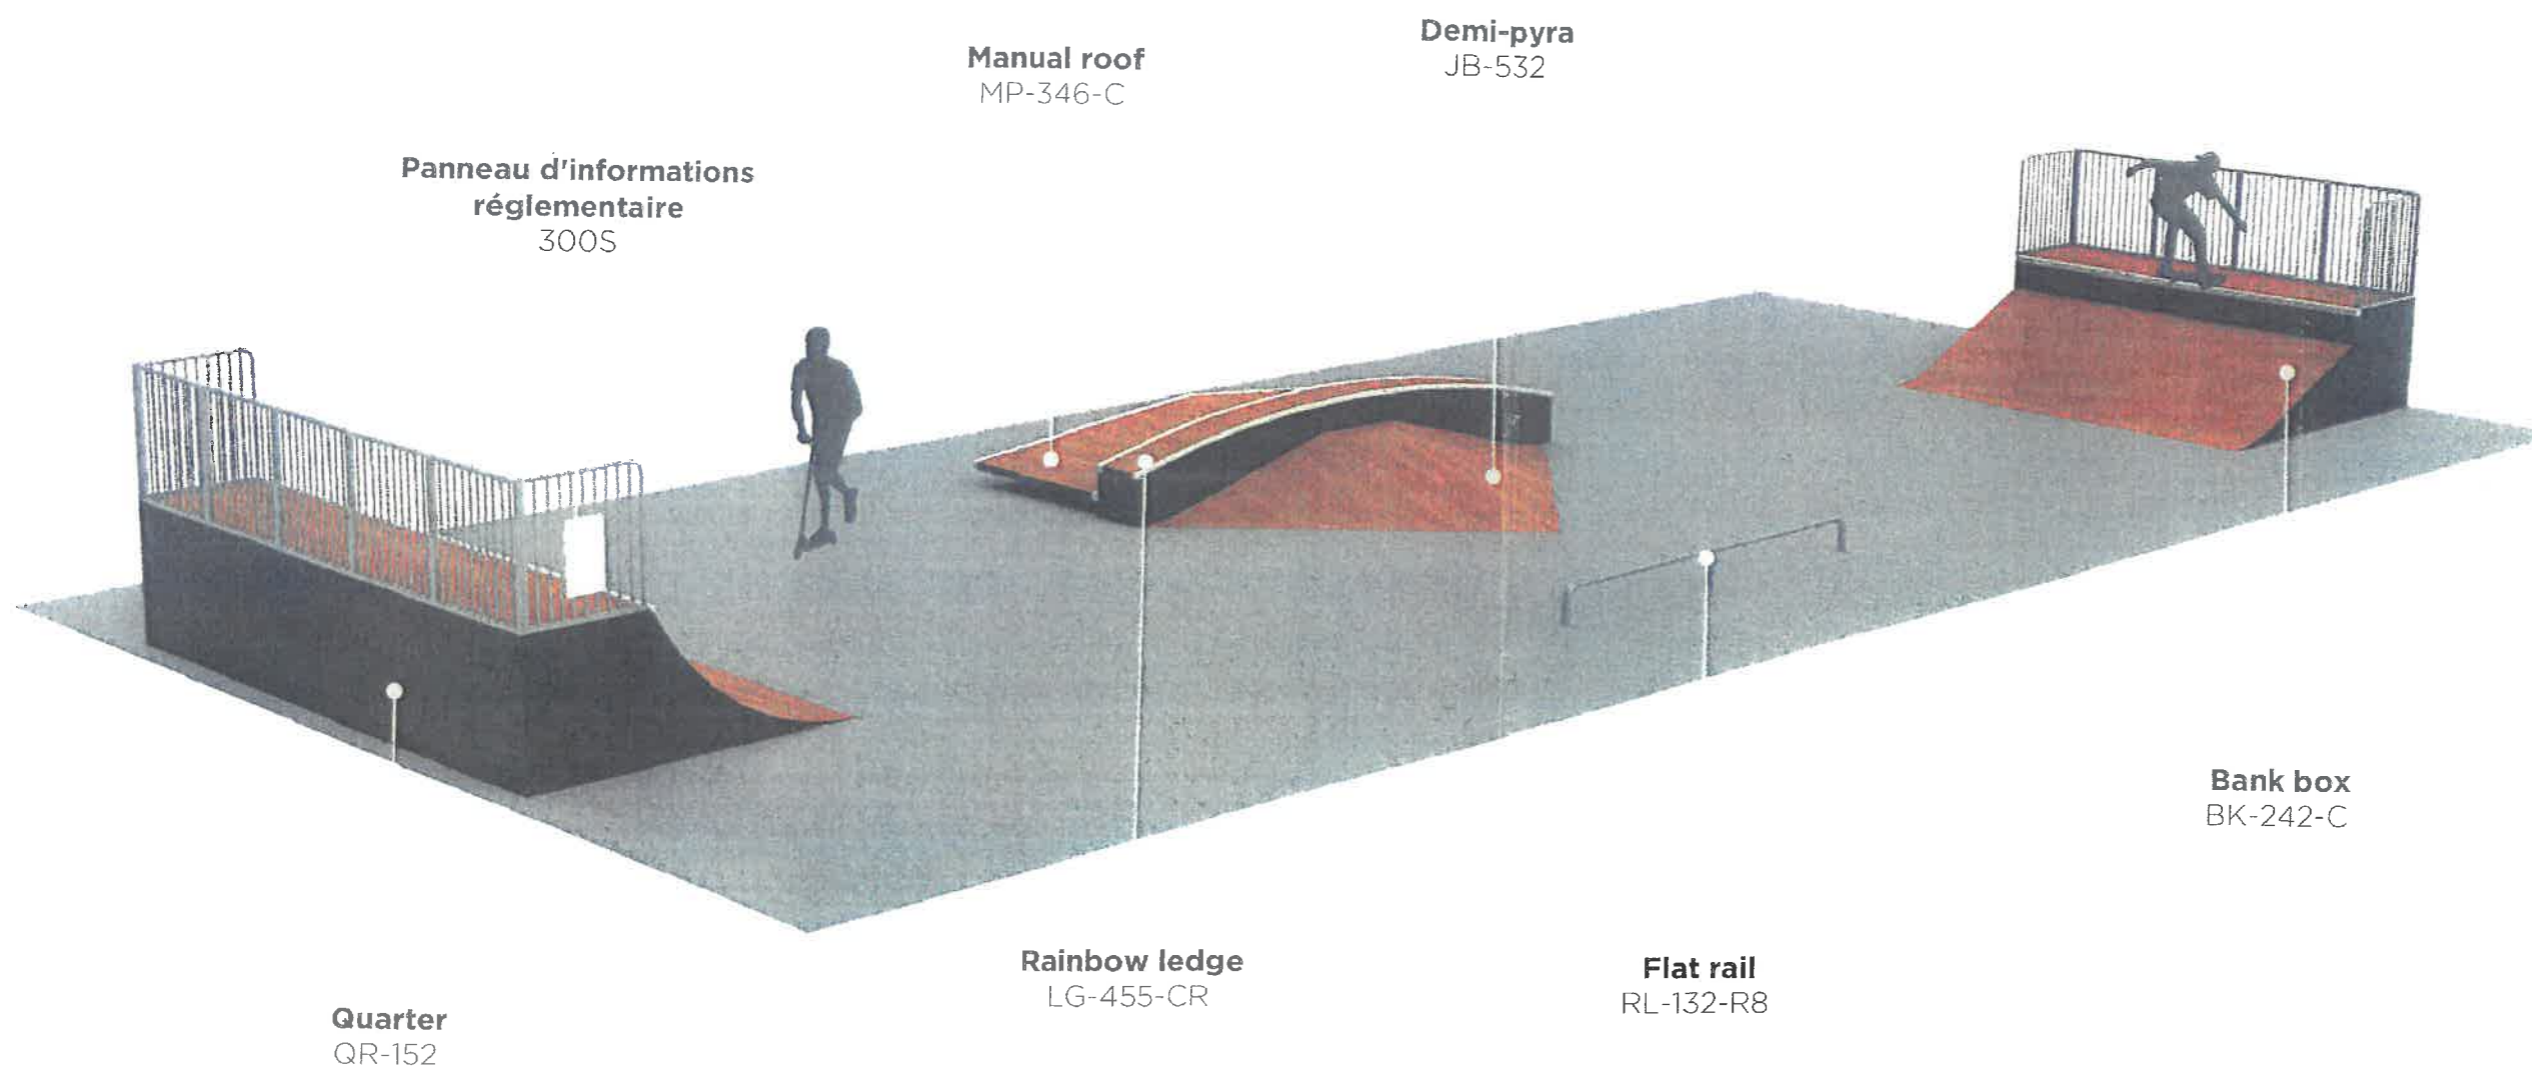 Demi-pyra
JB-532
Manual roof
MP-346-C
Panneau d'informations
réglementaire
300S
Bank box
BK-242-C
Rainbow ledge
LG-455-CR
Flat rail
RL-132-R8
Quarter
QR-152